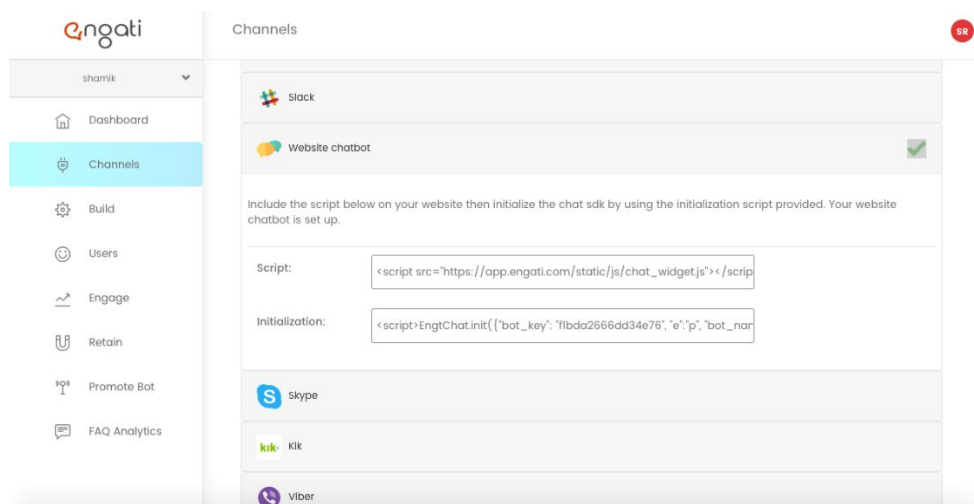 engati
Channels
SR
shamik
Dashboard
Channels
Build
Users
Engage
Retain
Promote Bot
FAQ Analytics
Slack
Website chatbot
Include the script below on your website then initialize the chat sdk by using the initialization script provided. Your website
chatbot is set up.
Script:
<script src="https://app.engati.com/static/js/chat_widget.js"></scrip
Initialization:
<script>EngtChat.init({"bot_key": "f1bda2666dd34e76", "e":"p", "bot_nar
Skype
kik
Kik
Viber